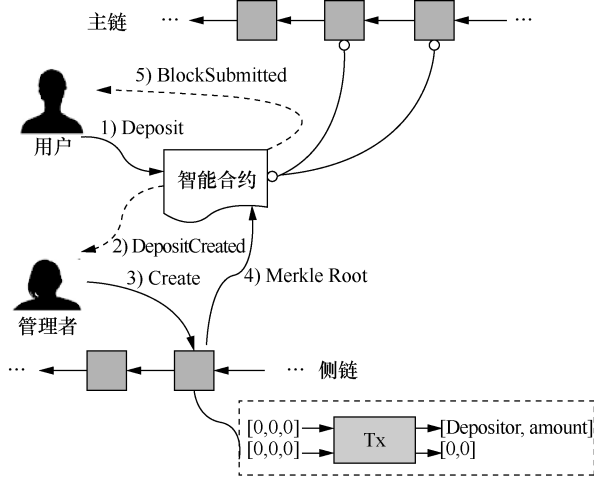 主链
···
5) BlockSubmitted
1) Deposit
用户
智能合约
2) DepositCreated
3) Create
4) Merkle Root
管理者
···
··· 侧链
[0,0,0]
[0,0,0]
Tx
[Depositor, amount]
[0,0]